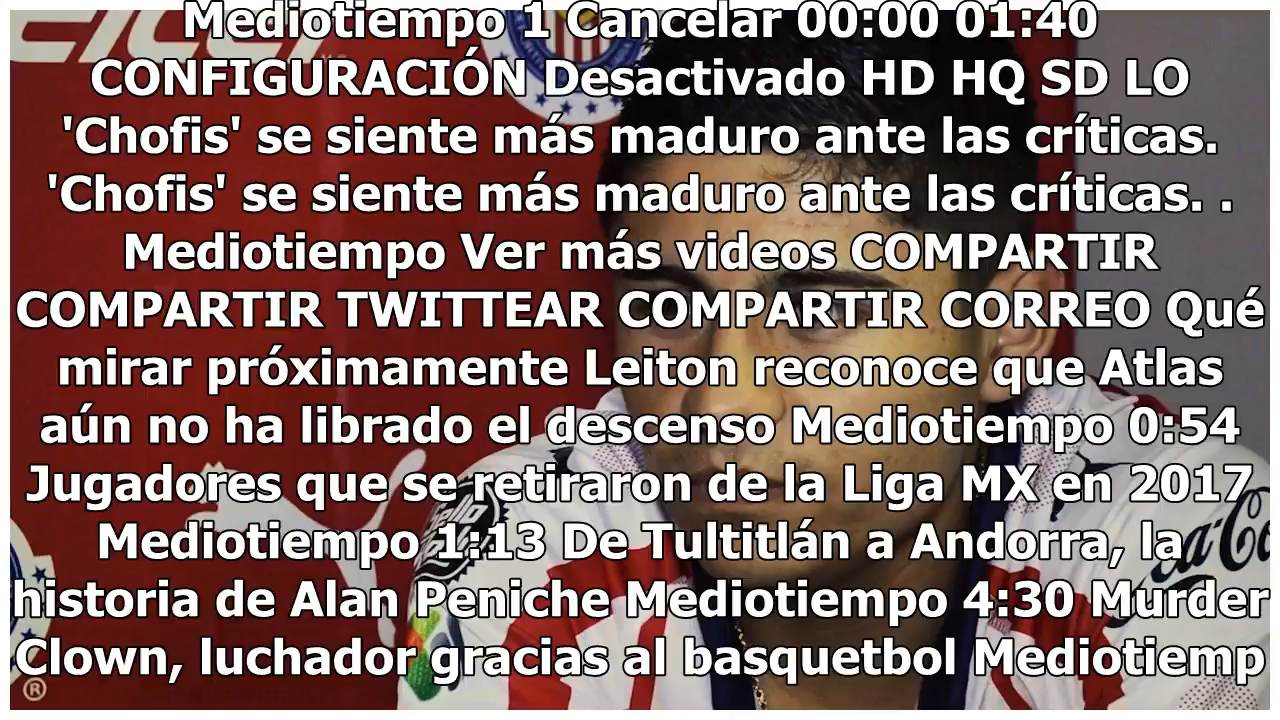 Mediotiempo 1 Cancelar 00:00 01:40
CONFIGURACIÓN Desactivado HD HQ SD LO
'Chofis' se siente más maduro ante las críticas.
'Chofis' se siente más maduro ante las críticas. .
Mediotiempo Ver más videos COMPARTIR
COMPARTIR TWITTEAR COMPARTIR CORREO Qué
mirar próximamente Leiton reconoce que Atlas
aún no ha librado el descenso Mediotiempo 0:54
Jugadores que se retiraron de la Liga MX en 2017
Mediotiempo 1:13 De Tultitlán a Andorra, la
historia de Alan Peniche Mediotiempo 4:30 Murder
Clown, luchador gracias al basquetbol Mediotiemp
®